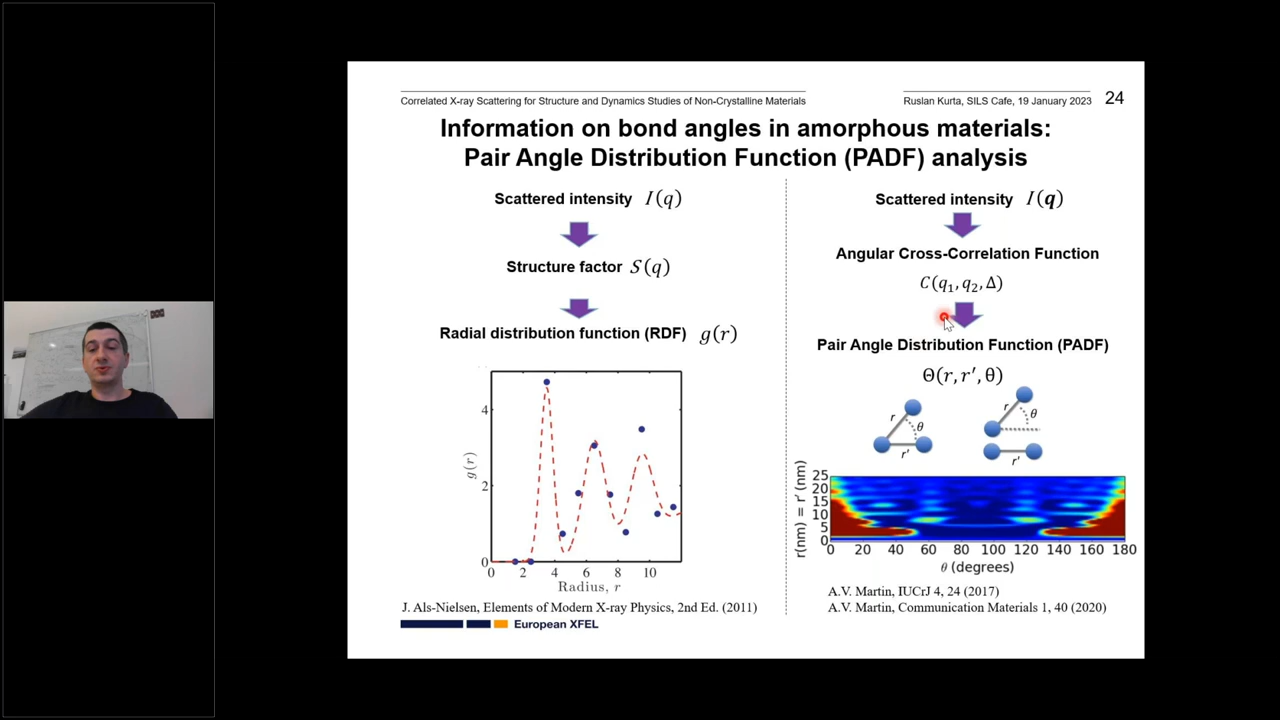 Correlated X-ray Scattering for Structure and Dynamics Studies of Non-Crystalline Materials
Ruslan Kurta, SILS Cafe, 19 January 2023 24
Information on bond angles in amorphous materials:
Pair Angle Distribution Function (PADF) analysis
Scattered intensity I(q)
Structure factor S(q)
Radial distribution function (RDF) g(r)
4
2
0
g(r)
0 2 4 6 8 10
Radius, r
J. Als-Nielsen, Elements of Modern X-ray Physics, 2nd Ed. (2011)
European XFEL
Scattered intensity I(q)
Angular Cross-Correlation Function
C(q₁, q₂, Δ)
Pair Angle Distribution Function (PADF)
Θ(r, r′, θ)
r θ r′
r θ
r′
r(nm) = r′ (nm)
25
20
15
10
5
0
0 20 40 60 80 100 120 140 160 180
θ (degrees)
A.V. Martin, IUCrJ 4, 24 (2017)
A.V. Martin, Communication Materials 1, 40 (2020)